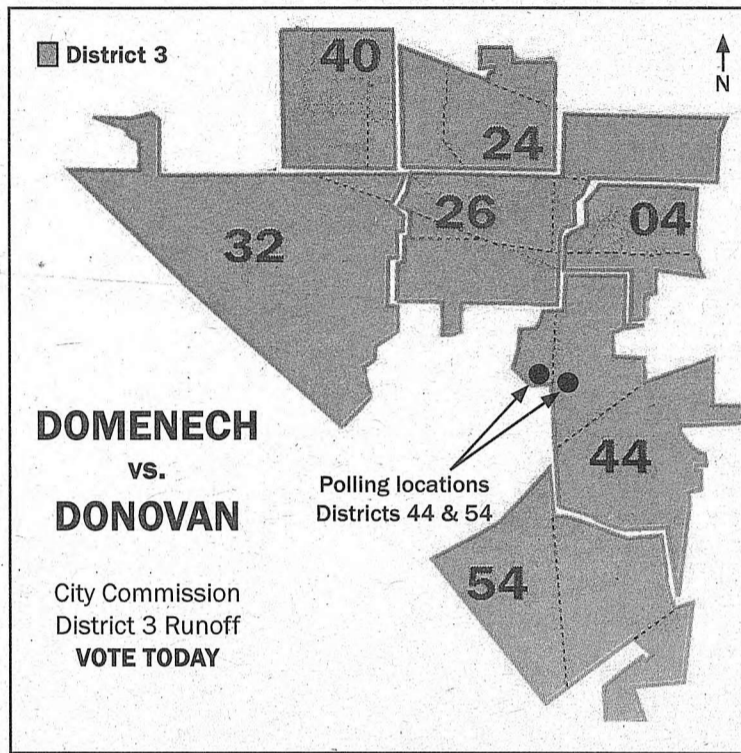 District 3
40
N
24
26
04
32
DOMENECH
vs.
DONOVAN
44
Polling locations
Districts 44 & 54
54
City Commission
District 3 Runoff
VOTE TODAY